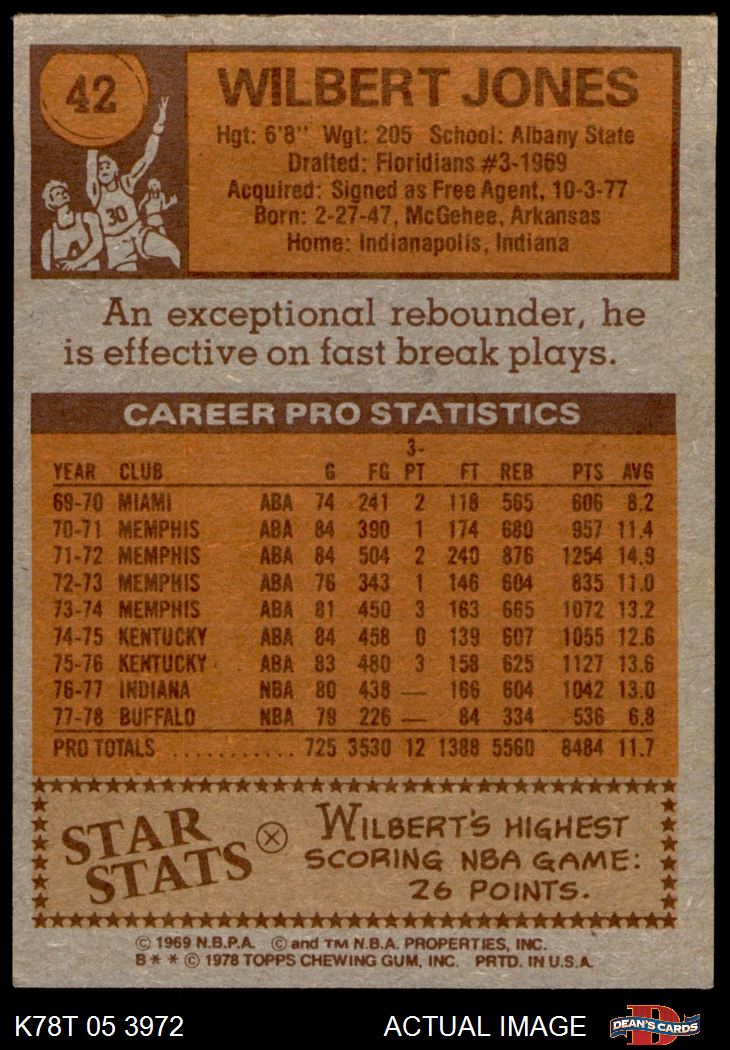 42
30
WILBERT JONES
Hgt: 6'8" Wgt: 205 School: Albany State
Drafted: Floridians #3-1969
Acquired: Signed as Free Agent, 10-3-77
Born: 2-27-47, McGehee, Arkansas
Home: Indianapolis, Indiana
An exceptional rebounder, he
is effective on fast break plays.
CAREER PRO STATISTICS
YEAR CLUB G FG 3-PT FT REB PTS AVG
69-70 MIAMI ABA 74 241 2 118 565 606 8.2
70-71 MEMPHIS ABA 84 390 1 174 680 957 11.4
71-72 MEMPHIS ABA 84 504 2 240 876 1254 14.9
72-73 MEMPHIS ABA 76 343 1 146 604 835 11.0
73-74 MEMPHIS ABA 81 450 3 163 665 1072 13.2
74-75 KENTUCKY ABA 84 458 0 139 607 1055 12.6
75-76 KENTUCKY ABA 83 480 3 158 625 1127 13.6
76-77 INDIANA NBA 80 438 — 166 604 1042 13.0
77-78 BUFFALO NBA 79 226 — 84 334 536 6.8
PRO TOTALS ............ 725 3530 12 1388 5560 8484 11.7
STAR
STATS
WILBERT'S HIGHEST
SCORING NBA GAME:
26 POINTS.
© 1969 N.B.P.A. © and TM N.B.A. PROPERTIES, INC.
B * * © 1978 TOPPS CHEWING GUM, INC. PRTD. IN U.S.A.
K78T 05 3972 ACTUAL IMAGE
D
DEAN'S CARDS